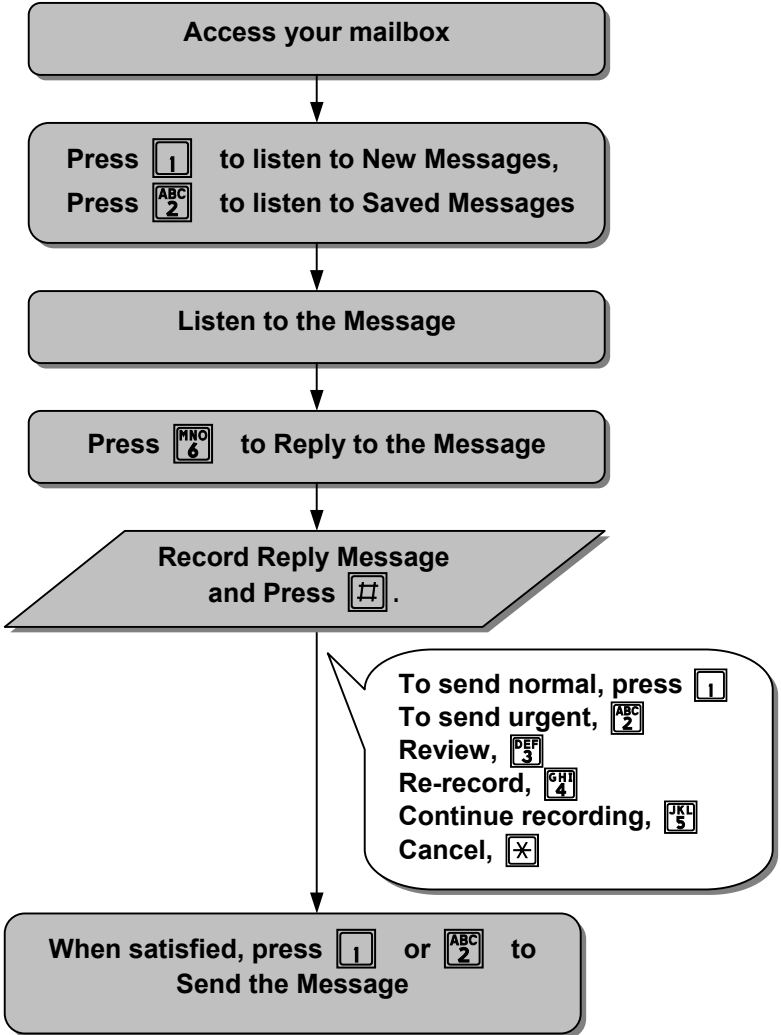 Access your mailbox
Press 1 to listen to New Messages,
Press ABC 2 to listen to Saved Messages
Listen to the Message
Press MNO 6 to Reply to the Message
Record Reply Message
and Press #.
To send normal, press 1
To send urgent, ABC 2
Review, DEF 3
Re-record, GHI 4
Continue recording, JKL 5
Cancel, *
When satisfied, press 1 or ABC 2 to
Send the Message